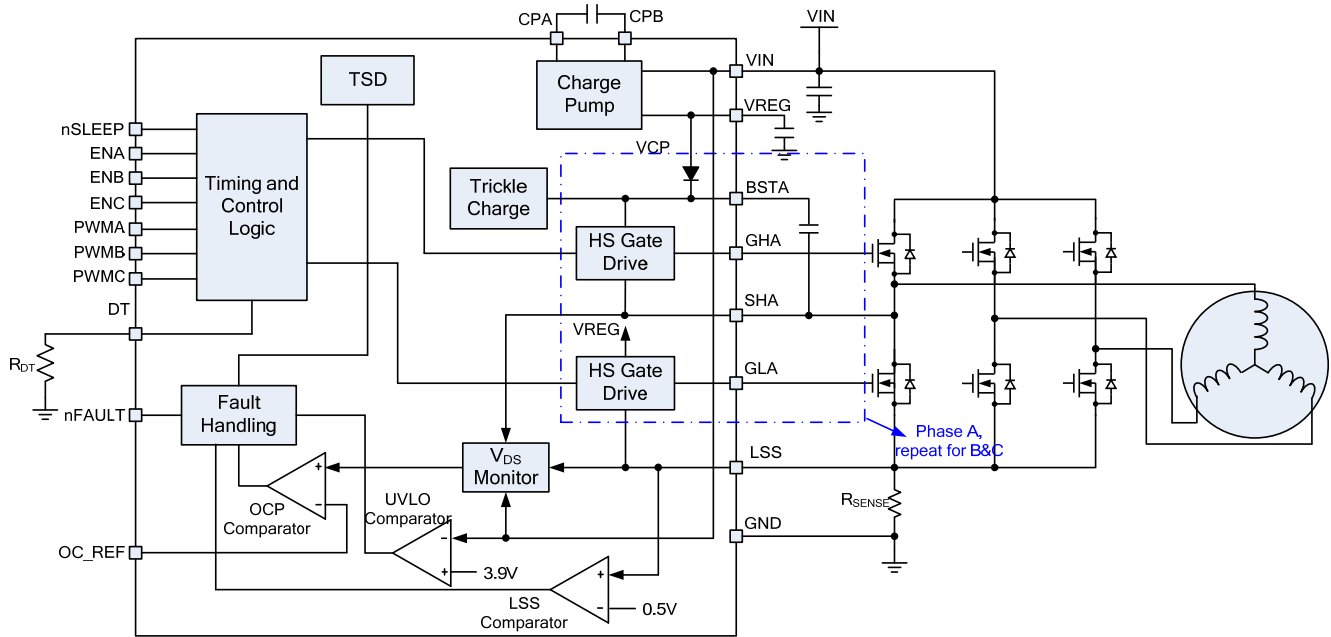 CPA
CPB
VIN
TSD
Charge
Pump
VIN
VREG
nSLEEP
ENA
ENB
ENC
PWMA
PWMB
PWMC
DT
Timing and
Control
Logic
VCP
Trickle
Charge
BSTA
HS Gate
Drive
GHA
SHA
VREG
HS Gate
Drive
GLA
RDT
nFAULT
Fault
Handling
Phase A,
repeat for B&C
VDS
Monitor
LSS
+
-
OCP
Comparator
UVLO
Comparator
RSENSE
GND
OC_REF
-
+
3.9V
LSS
Comparator
+
-
0.5V